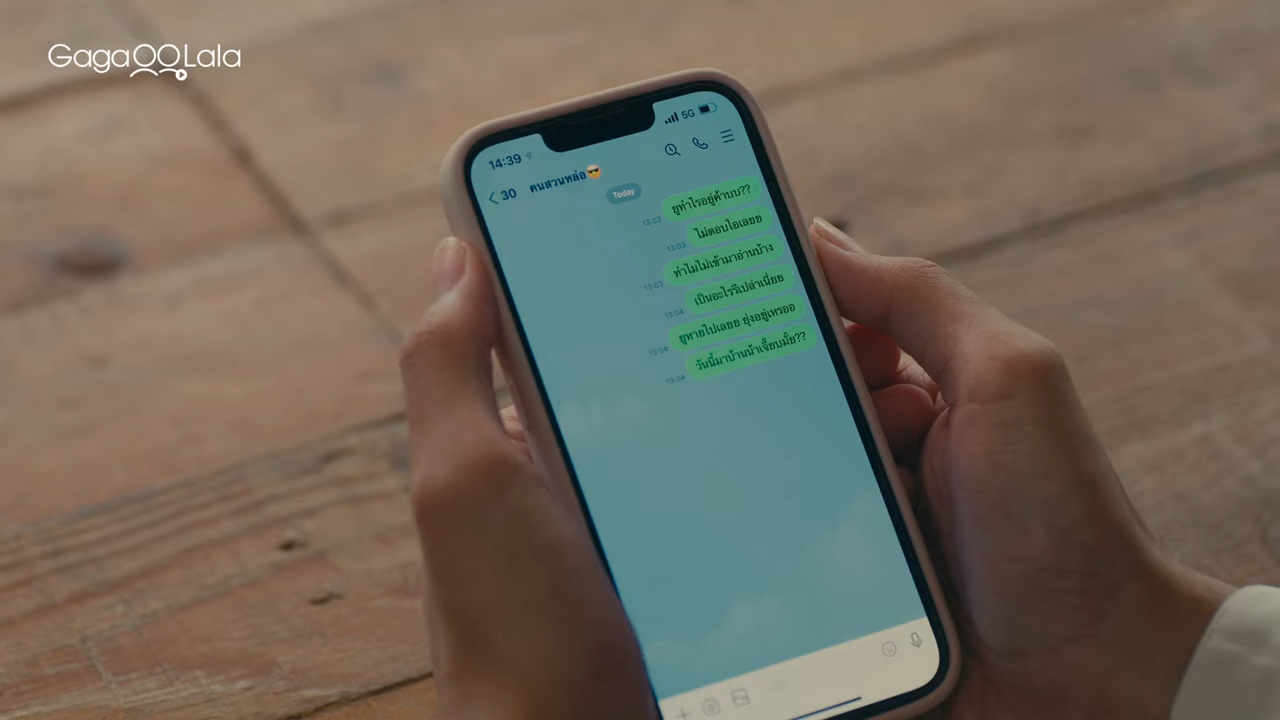 GagaOOLala
14:39 5G
30 คนสวนหล่อ😎
Today
ยูทำไรอยู่ค้าบบ??
13:03
ไม่ตอบไอเลยย
13:03
ทำไมไม่เข้ามาอ่านบ้าง
13:03
เป็นอะไรรึเปล่าเนี่ยย
13:04
ยูหายไปเลยย ยุ่งอยู่เหรออ
13:04
วันนี้มาบ้านน้าเจี๊ยบมั้ย??
13:04